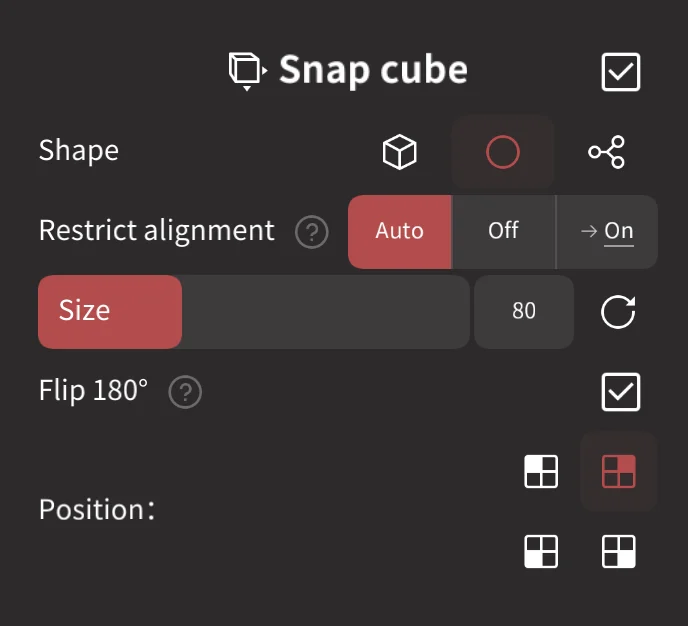 Snap cube
Shape
Restrict alignment ? Auto Off → On
Size 80
Flip 180° ?
Position：